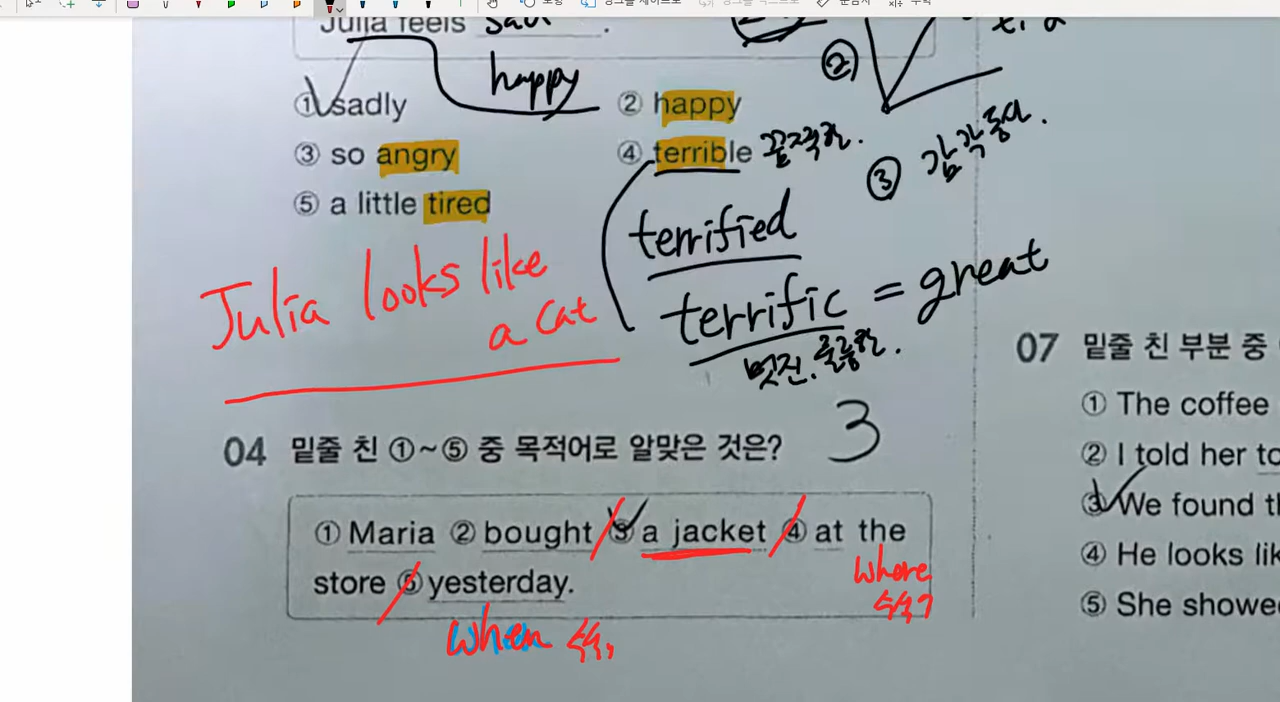 Julia feels sad .
happy
① sadly
② happy
③ so angry
④ terrible 끔찍한.
⑤ a little tired
②
③ 감각동사.
terrified
terrific = great
멋진. 훌륭한.
Julia looks like
a cat
04 밑줄 친 ①~⑤ 중 목적어로 알맞은 것은? 3
① Maria ② bought ③ a jacket ④ at the
store ⑤ yesterday.
where
수식어
when 수식,
07 밑줄 친 부분 중
① The coffee
② I told her to
③ We found th
④ He looks lik
⑤ She showe